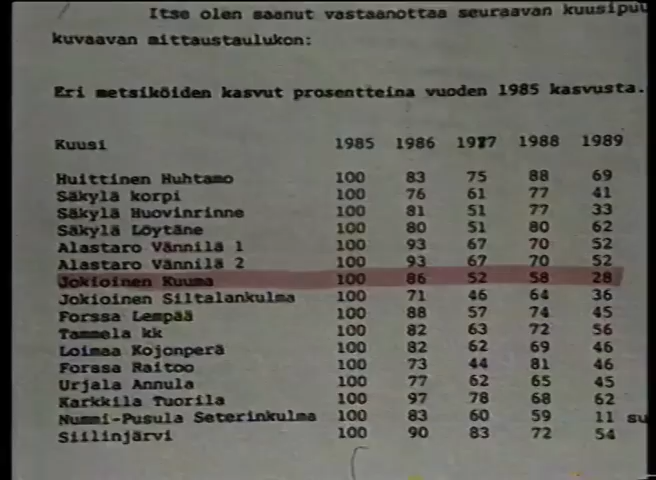 Itse olen saanut vastaanottaa seuraavan
kuvaavan mittaustaulukon:
Eri metsiköiden kasvut prosentteina vuoden 1985 kasvusta.
Kuusi 1985 1986 1987 1988 1989
Huittinen Huhtamo 100 83 75 88 69
Säkylä korpi 100 76 61 77 41
Säkylä Huovinrinne 100 81 51 77 33
Säkylä Löytäne 100 80 51 80 62
Alastaro Vännilä 1 100 93 67 70 52
Alastaro Vännilä 2 100 93 67 70 52
Jokioinen Kuuma 100 86 52 58 28
Jokioinen Siltalankulma 100 71 46 64 36
Forssa Lempää 100 88 57 74 45
Tammela kk 100 82 63 72 56
Loimaa Kojonperä 100 82 62 69 46
Forssa Raitoo 100 73 44 81 46
Urjala Annula 100 77 62 65 45
Karkkila Tuorila 100 97 78 68 62
Nummi-Pusula Seterinkulma 100 83 60 59 11 su
Siilinjärvi 100 90 83 72 54